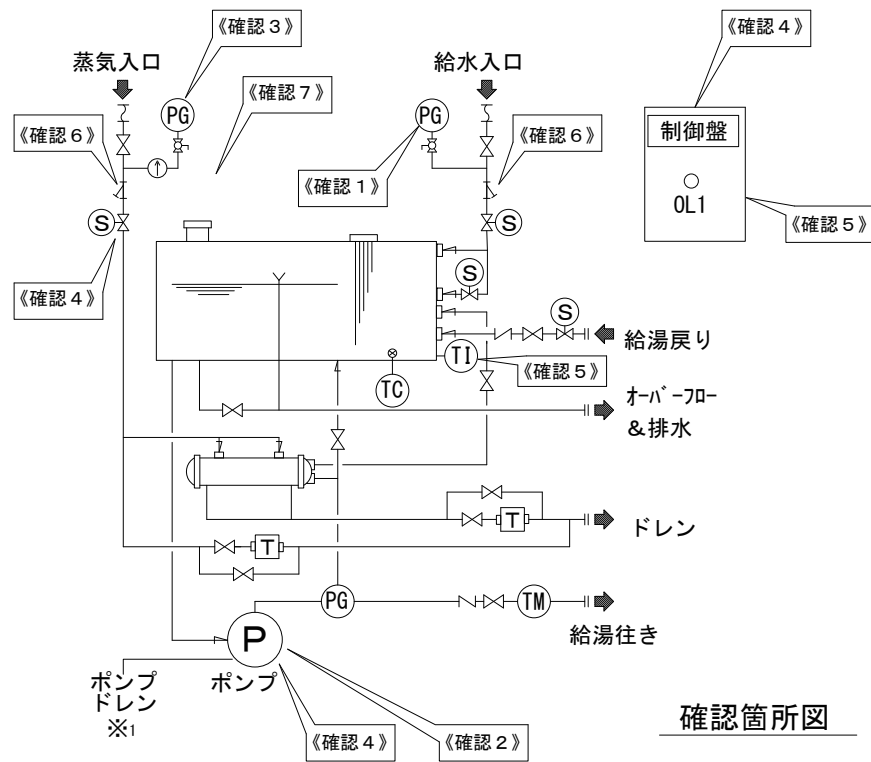 《確認３》
《確認４》
蒸気入口
給水入口
《確認７》
PG
PG
制御盤
《確認６》
《確認６》
《確認１》
OL1
S
S
《確認５》
《確認４》
S
S
給湯戻り
TI
《確認５》
TC
オーバーフロー
＆排水
T
ドレン
T
PG
TM
P
給湯往き
ポンプ
ドレン
※1
ポンプ
《確認４》
《確認２》
確認箇所図